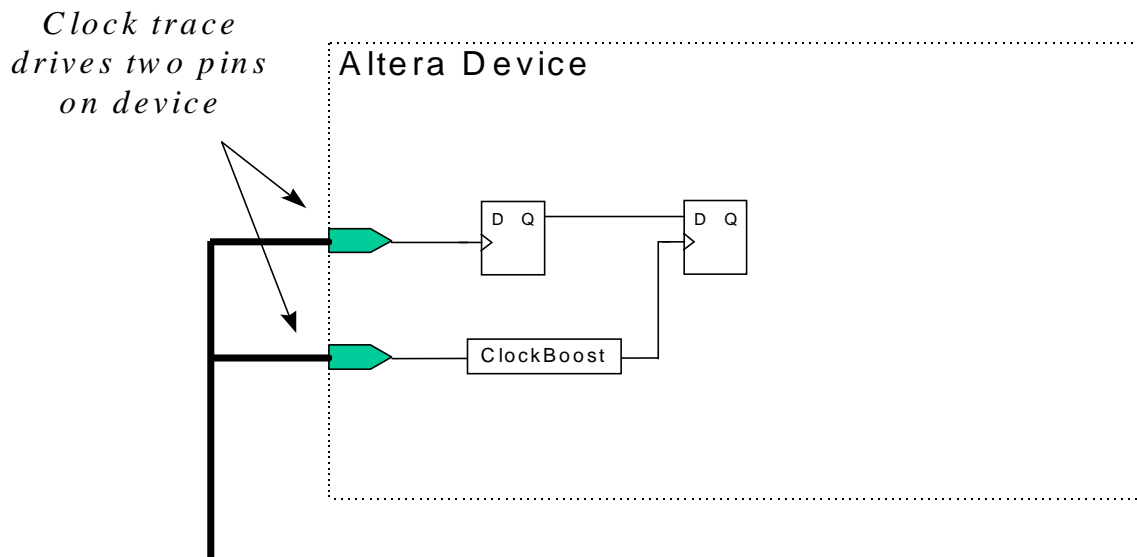 Clock trace
drives two pins
on device
Altera Device
D Q
D Q
ClockBoost